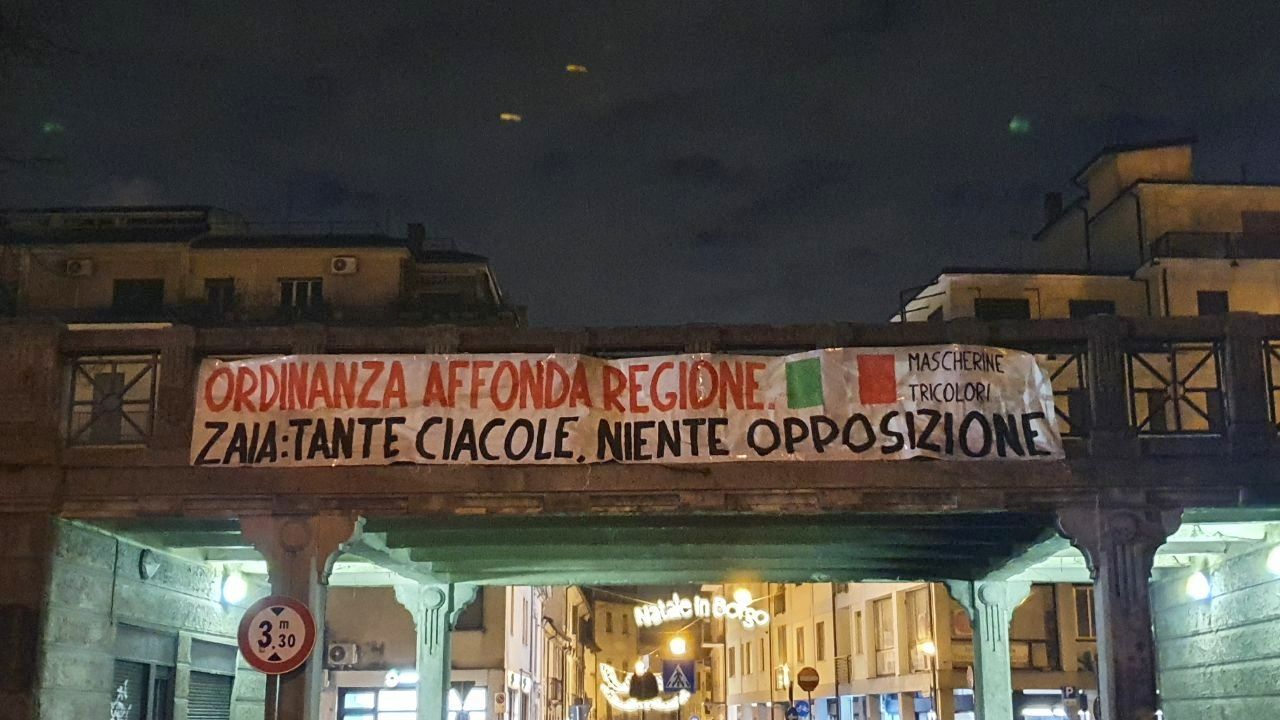 ORDINANZA AFFONDA REGIONE.
MASCHERINE
TRICOLORI
ZAIA: TANTE CIACOLE, NIENTE OPPOSIZIONE
Natale in Borgo
3 m .30
P